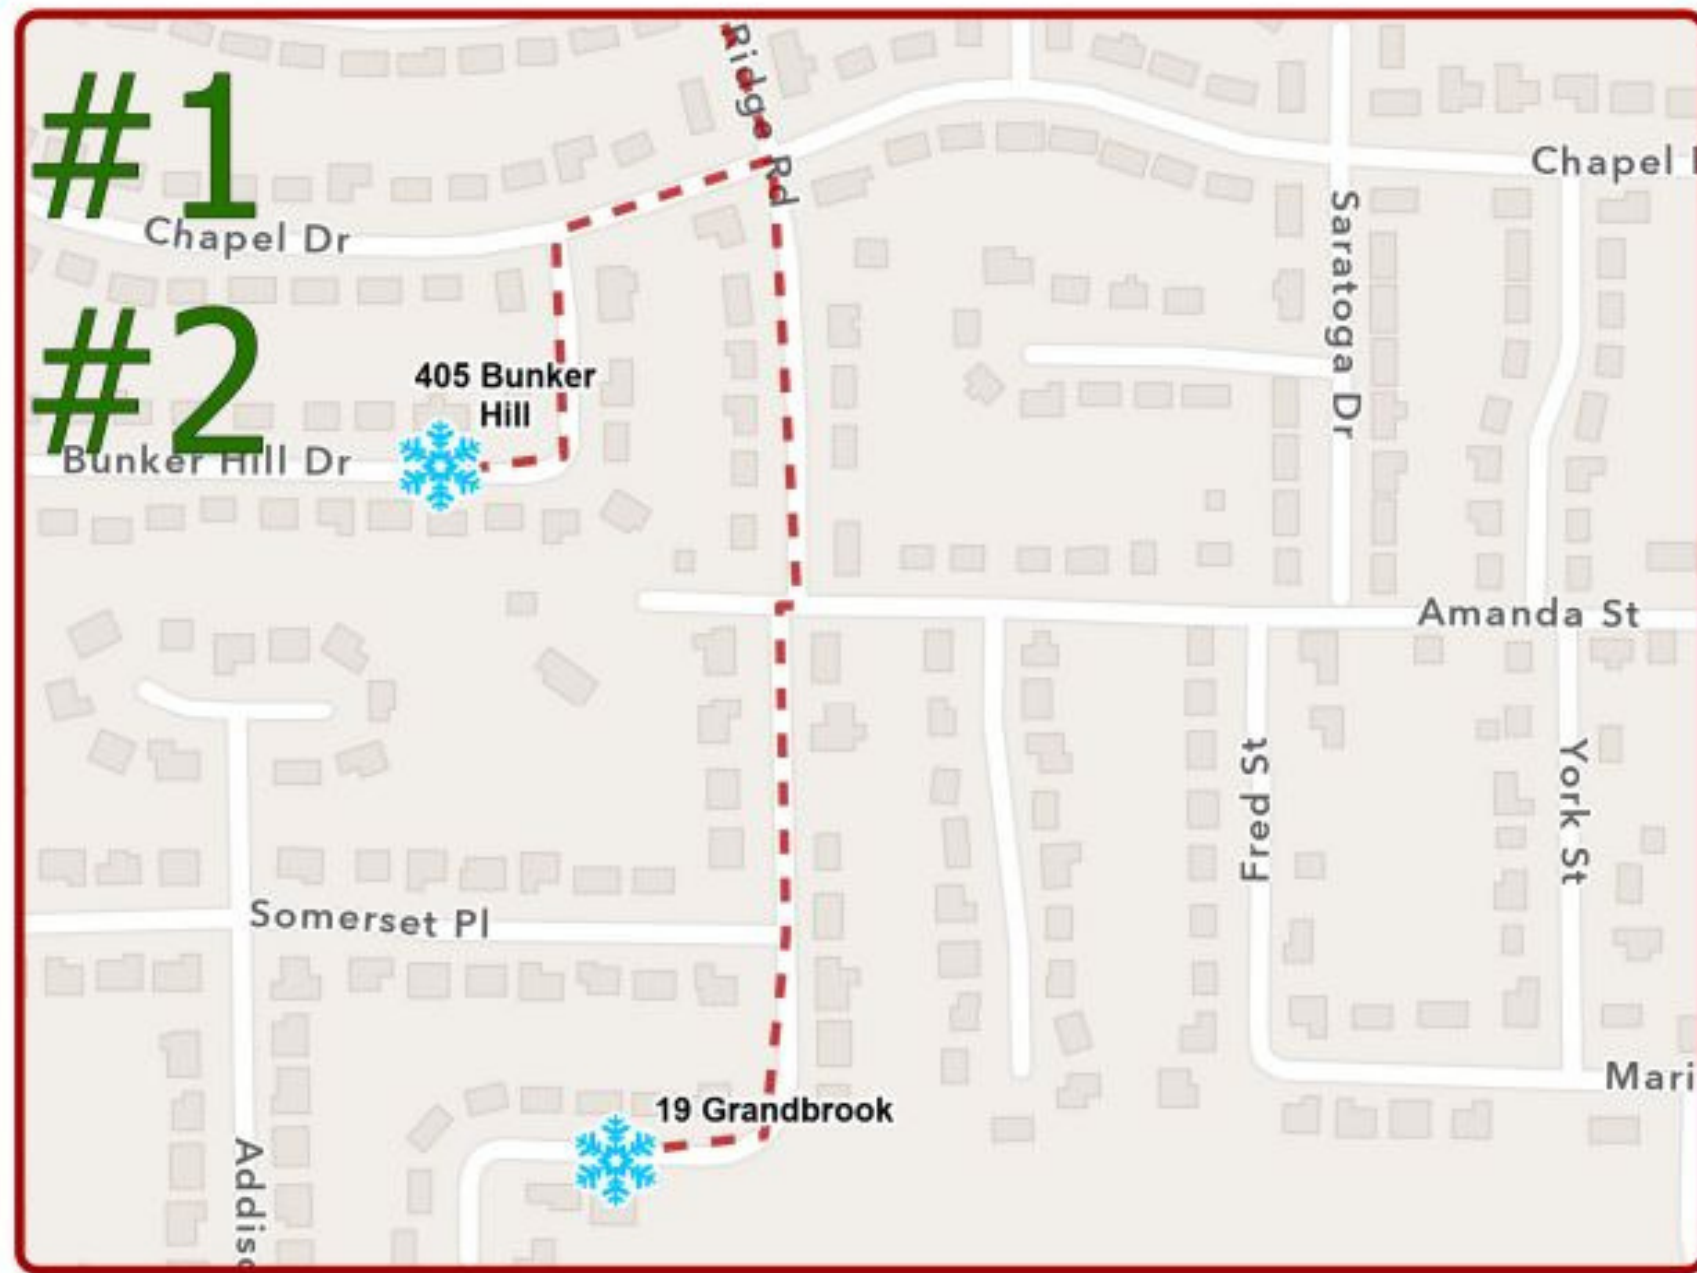 #1
Ridge Rd
Chapel D
Chapel Dr
Saratoga Dr
#2
405 Bunker
Hill
Bunker Hill Dr
Amanda St
Fred St
York St
Somerset Pl
Mari
19 Grandbrook
Addis